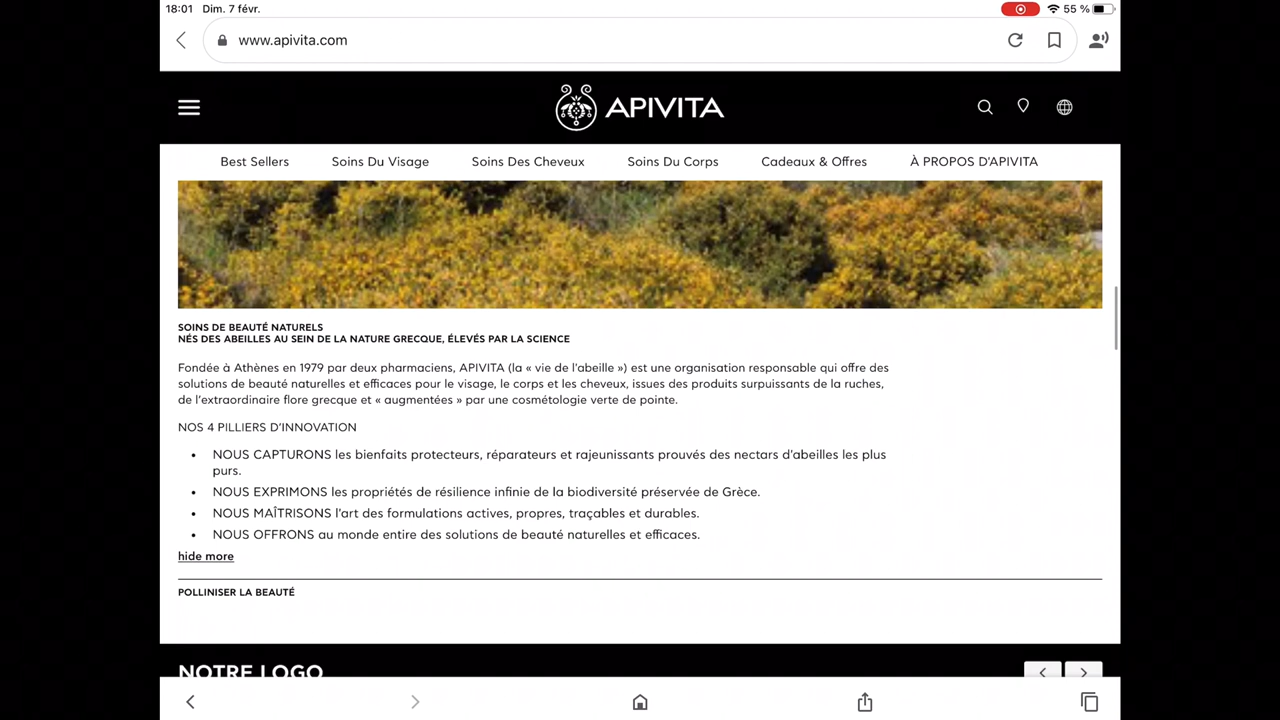 18:01 Dim. 7 févr. 55 %
www.apivita.com
APIVITA
Best Sellers Soins Du Visage Soins Des Cheveux Soins Du Corps Cadeaux & Offres À PROPOS D'APIVITA
SOINS DE BEAUTÉ NATURELS
NÉS DES ABEILLES AU SEIN DE LA NATURE GRECQUE, ÉLEVÉS PAR LA SCIENCE
Fondée à Athènes en 1979 par deux pharmaciens, APIVITA (la « vie de l'abeille ») est une organisation responsable qui offre des
solutions de beauté naturelles et efficaces pour le visage, le corps et les cheveux, issues des produits surpuissants de la ruches,
de l'extraordinaire flore grecque et « augmentées » par une cosmétologie verte de pointe.
NOS 4 PILLIERS D'INNOVATION
• NOUS CAPTURONS les bienfaits protecteurs, réparateurs et rajeunissants prouvés des nectars d'abeilles les plus
purs.
• NOUS EXPRIMONS les propriétés de résilience infinie de la biodiversité préservée de Grèce.
• NOUS MAÎTRISONS l'art des formulations actives, propres, traçables et durables.
• NOUS OFFRONS au monde entire des solutions de beauté naturelles et efficaces.
hide more
POLLINISER LA BEAUTÉ
NOTRE LOGO